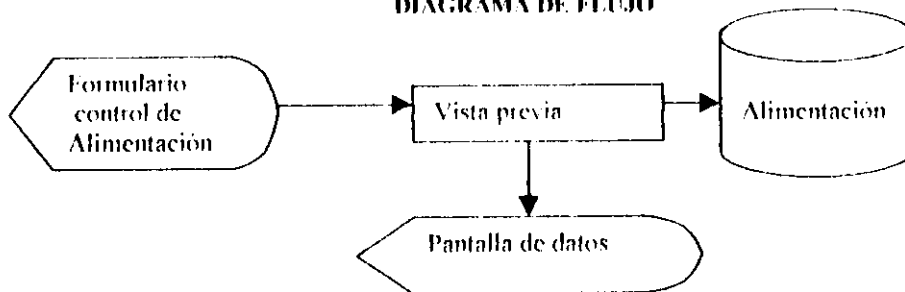 DIAGRAMA DE FLUJO
Formulario
control de
Alimentación
Vista previa
Alimentación
Pantalla de datos